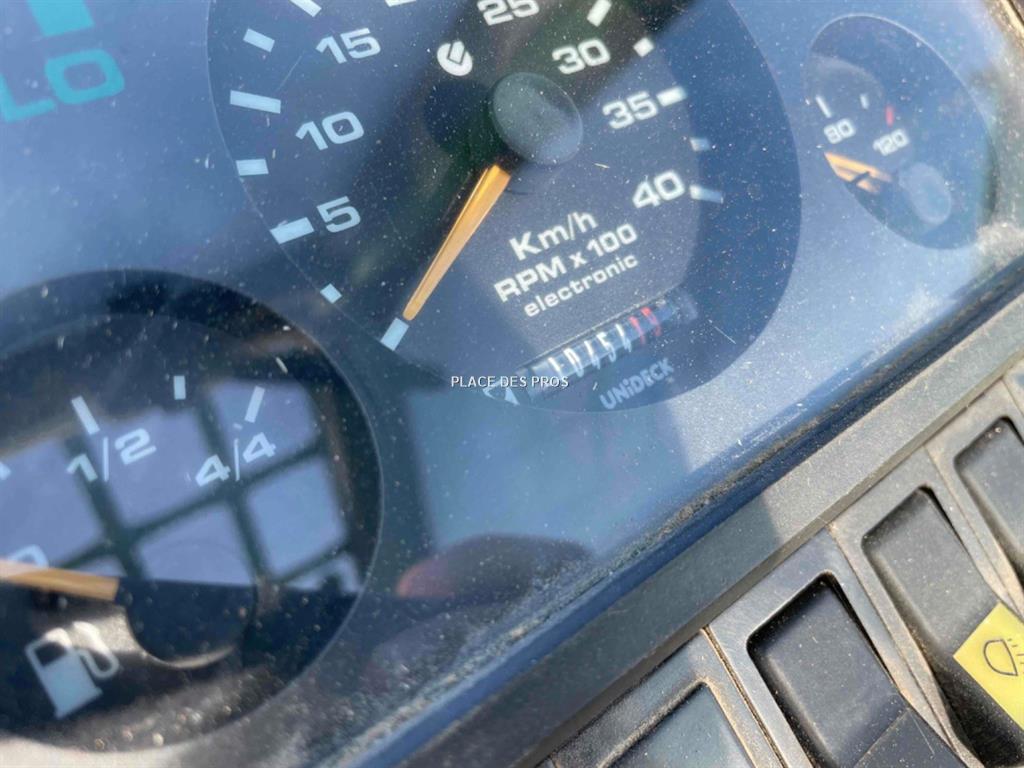 LO
5
10
15
25
30
35
40
Km/h
RPM x 100
electronic
UNiDECK
80
120
1/2
4/4
PLACE DES PROS